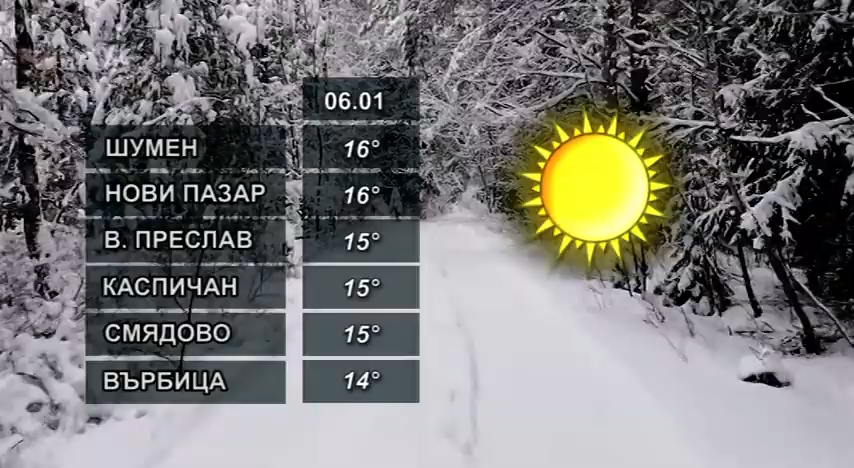 06.01
ШУМЕН 16°
НОВИ ПАЗАР 16°
В. ПРЕСЛАВ 15°
КАСПИЧАН 15°
СМЯДОВО 15°
ВЪРБИЦА 14°